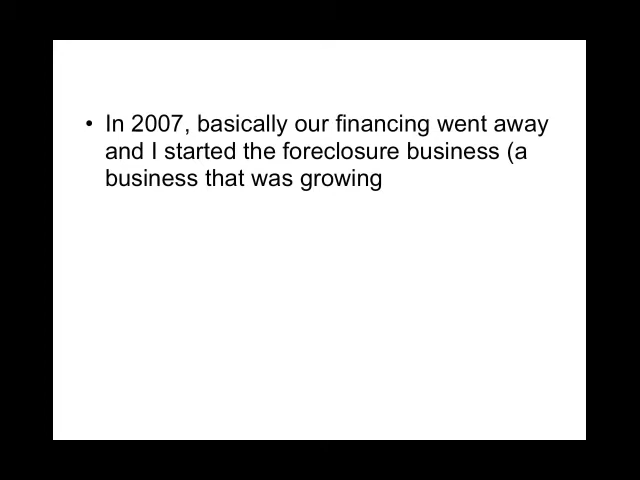 • In 2007, basically our financing went away
and I started the foreclosure business (a
business that was growing